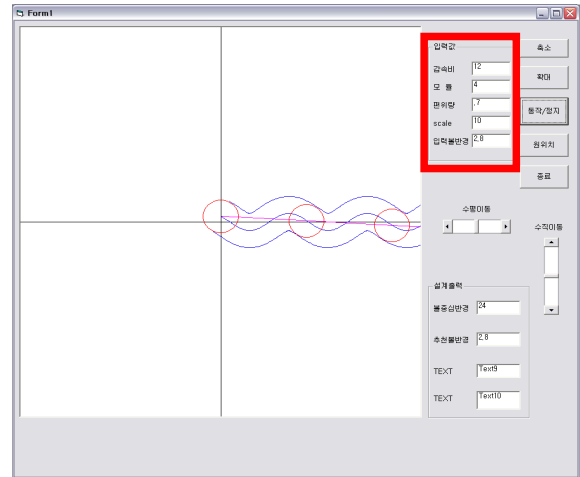 Form1
입력값
감속비 12
모 듈 4
편위량 .7
scale 10
입력볼반경 2.8
축소
확대
동작/정지
원위치
종료
수평이동
수직이동
설계출력
볼중심반경 24
추천볼반경 2.8
TEXT Text9
TEXT Text10